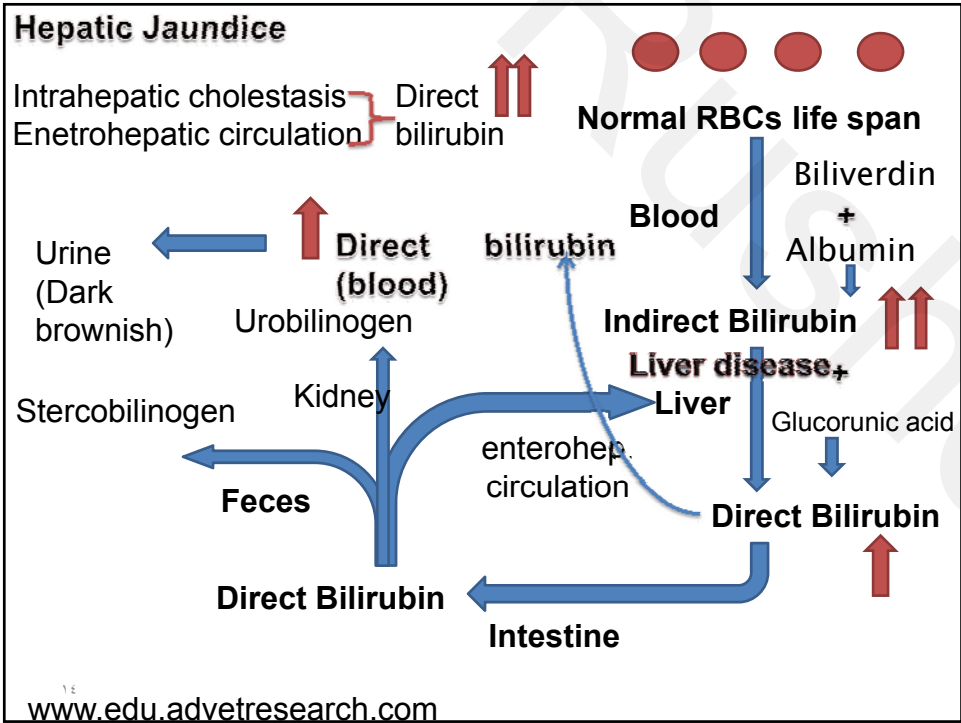 Hepatic Jaundice
Intrahepatic cholestasis
Enetrohepatic circulation
Direct
bilirubin
Normal RBCs life span
Blood
Biliverdin
+
Albumin
Urine
(Dark
brownish)
Direct bilirubin
(blood)
Urobilinogen
Indirect Bilirubin
Liver disease+
Liver
Kidney
Stercobilinogen
Glucorunic acid
enterohep.
circulation
Feces
Direct Bilirubin
Direct Bilirubin
Intestine
١٤
www.edu.advetresearch.com
Rush